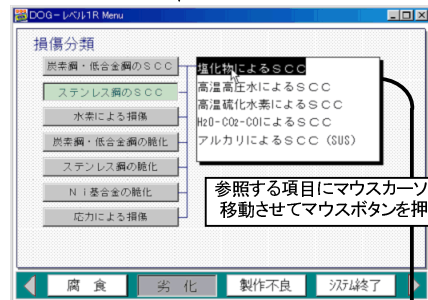 DOG－レベル1R Menu
損傷分類
炭素鋼・低合金鋼のＳＣＣ
ステンレス鋼のＳＣＣ
水素による損傷
炭素鋼・低合金鋼の脆化
ステンレス鋼の脆化
Ｎｉ基合金の脆化
応力による損傷
塩化物によるＳＣＣ
高温高圧水によるＳＣＣ
高温硫化水素によるＳＣＣ
H2O-CO2-COIによるＳＣＣ
アルカリによるＳＣＣ（SUS）
参照する項目にマウスカーソ
移動させてマウスボタンを押
腐 食
劣 化
製作不良
システム終了